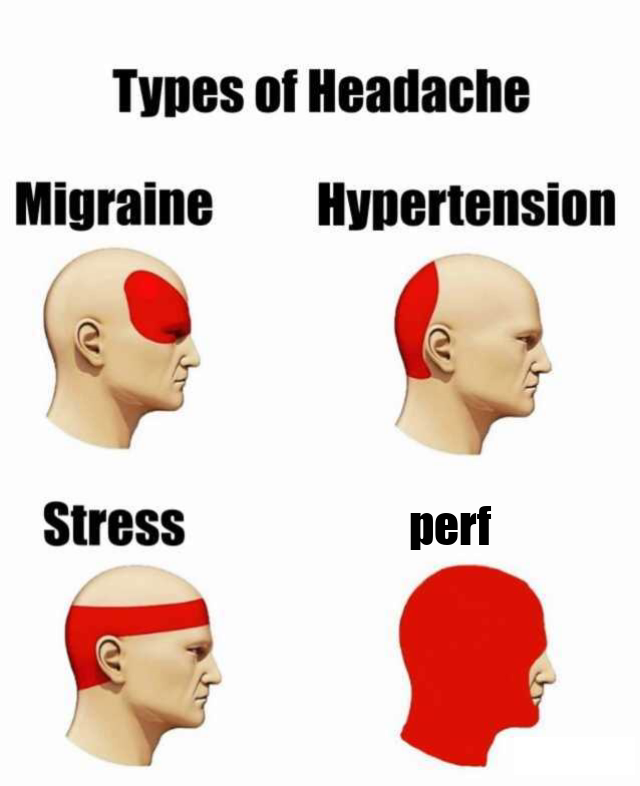 Types of Headache
Migraine
Hypertension
Stress
perf